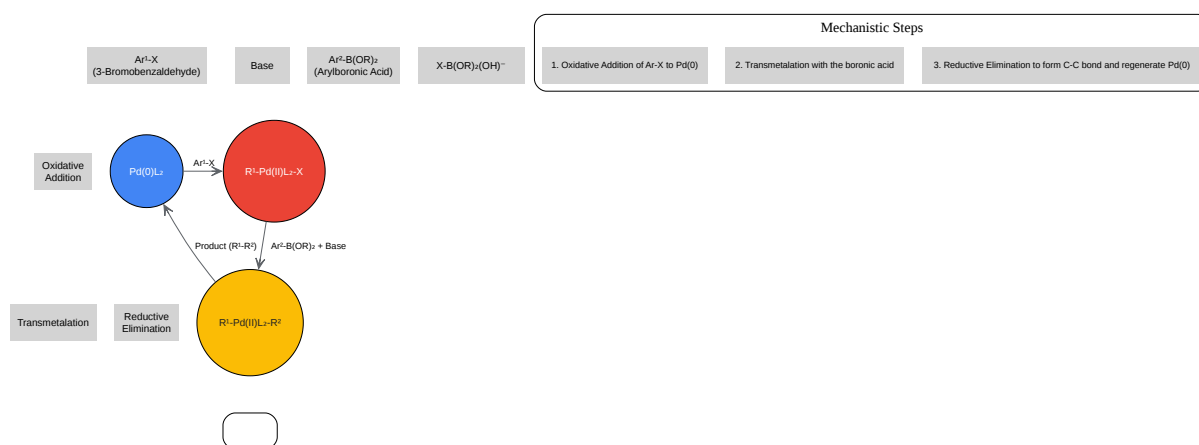 Mechanistic Steps
Ar¹-X
(3-Bromobenzaldehyde)
Base
Ar²-B(OR)₂
(Arylboronic Acid)
X-B(OR)₂(OH)⁻
1. Oxidative Addition of Ar-X to Pd(0)
2. Transmetalation with the boronic acid
3. Reductive Elimination to form C-C bond and regenerate Pd(0)
Oxidative
Addition
Pd(0)L₂
Ar¹-X
R¹-Pd(II)L₂-X
Product (R¹-R²)
Ar²-B(OR)₂ + Base
Transmetalation
Reductive
Elimination
R¹-Pd(II)L₂-R²